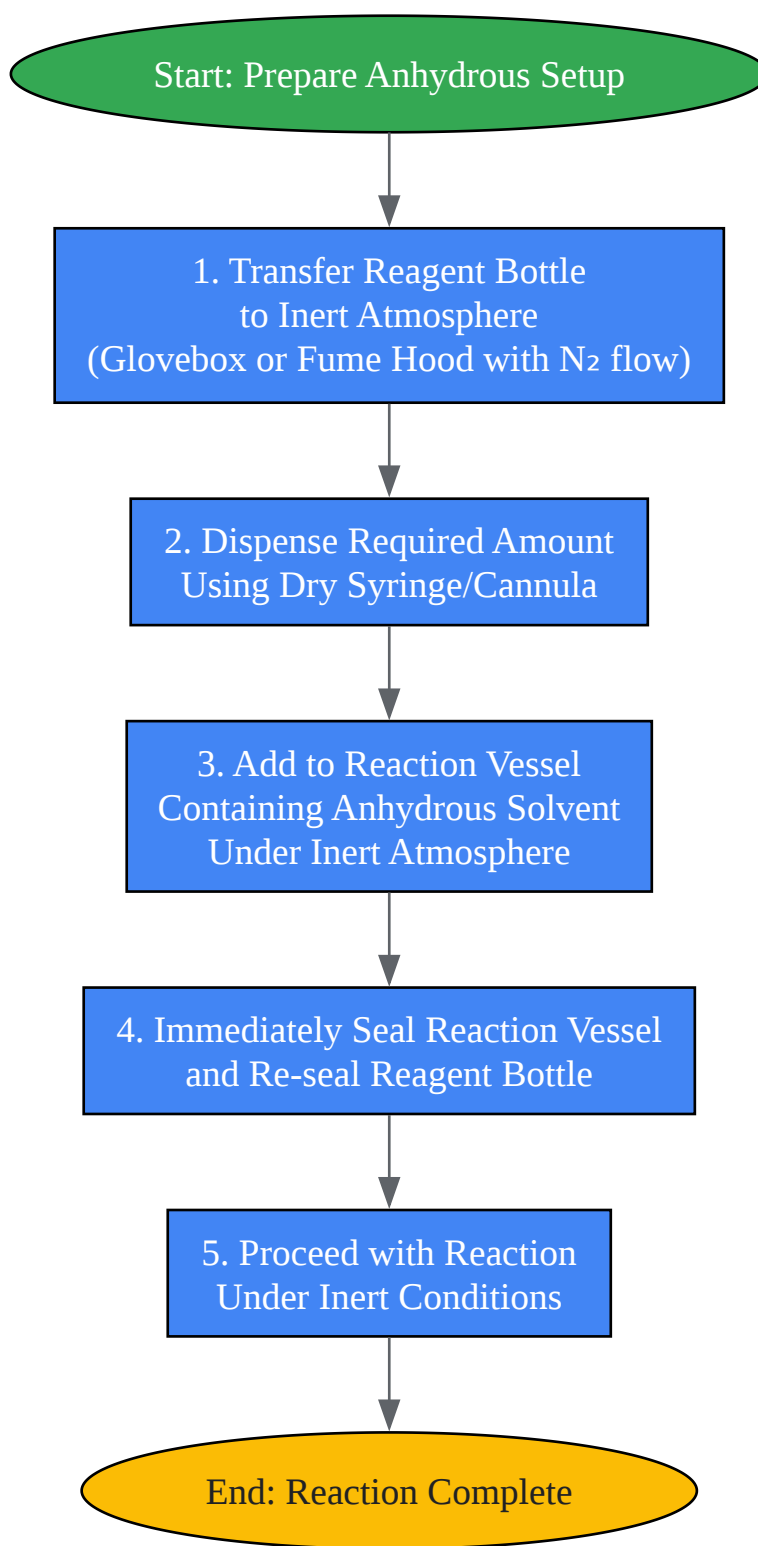 Start: Prepare Anhydrous Setup
1. Transfer Reagent Bottle
to Inert Atmosphere
(Glovebox or Fume Hood with N₂ flow)
2. Dispense Required Amount
Using Dry Syringe/Cannula
3. Add to Reaction Vessel
Containing Anhydrous Solvent
Under Inert Atmosphere
4. Immediately Seal Reaction Vessel
and Re-seal Reagent Bottle
5. Proceed with Reaction
Under Inert Conditions
End: Reaction Complete